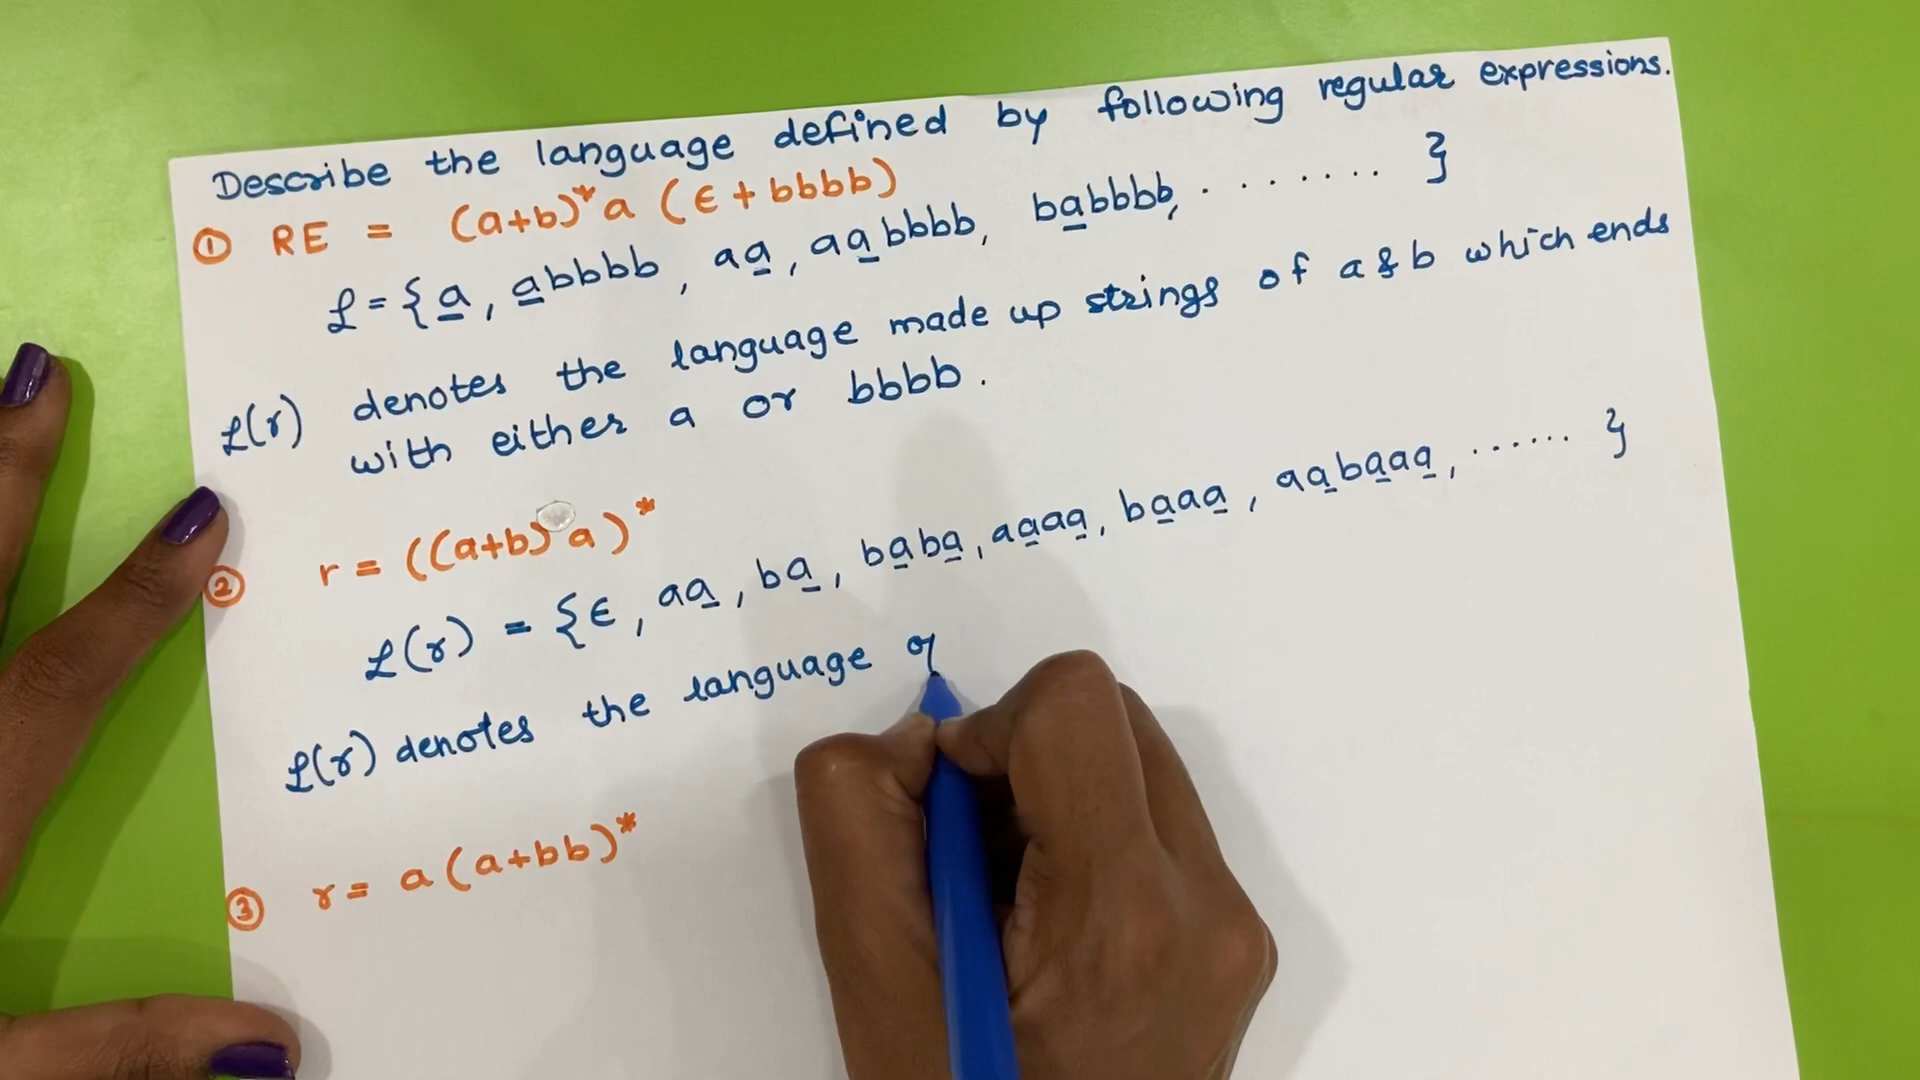 Describe the language defined by following regular expressions.
① RE = (a+b)* a (ϵ + bbbb)
ℒ = {a, abbbb, aa, aabbbb, babbbb, ........ }
ℒ(r) denotes the language made up strings of a & b which ends
with either a or bbbb.
② r = ((a+b) a)*
ℒ(r) = {ϵ, aa, ba, baba, aaaa, baaa, aabaaa, ...... }
ℒ(r) denotes the language of
③ r = a (a+bb)*